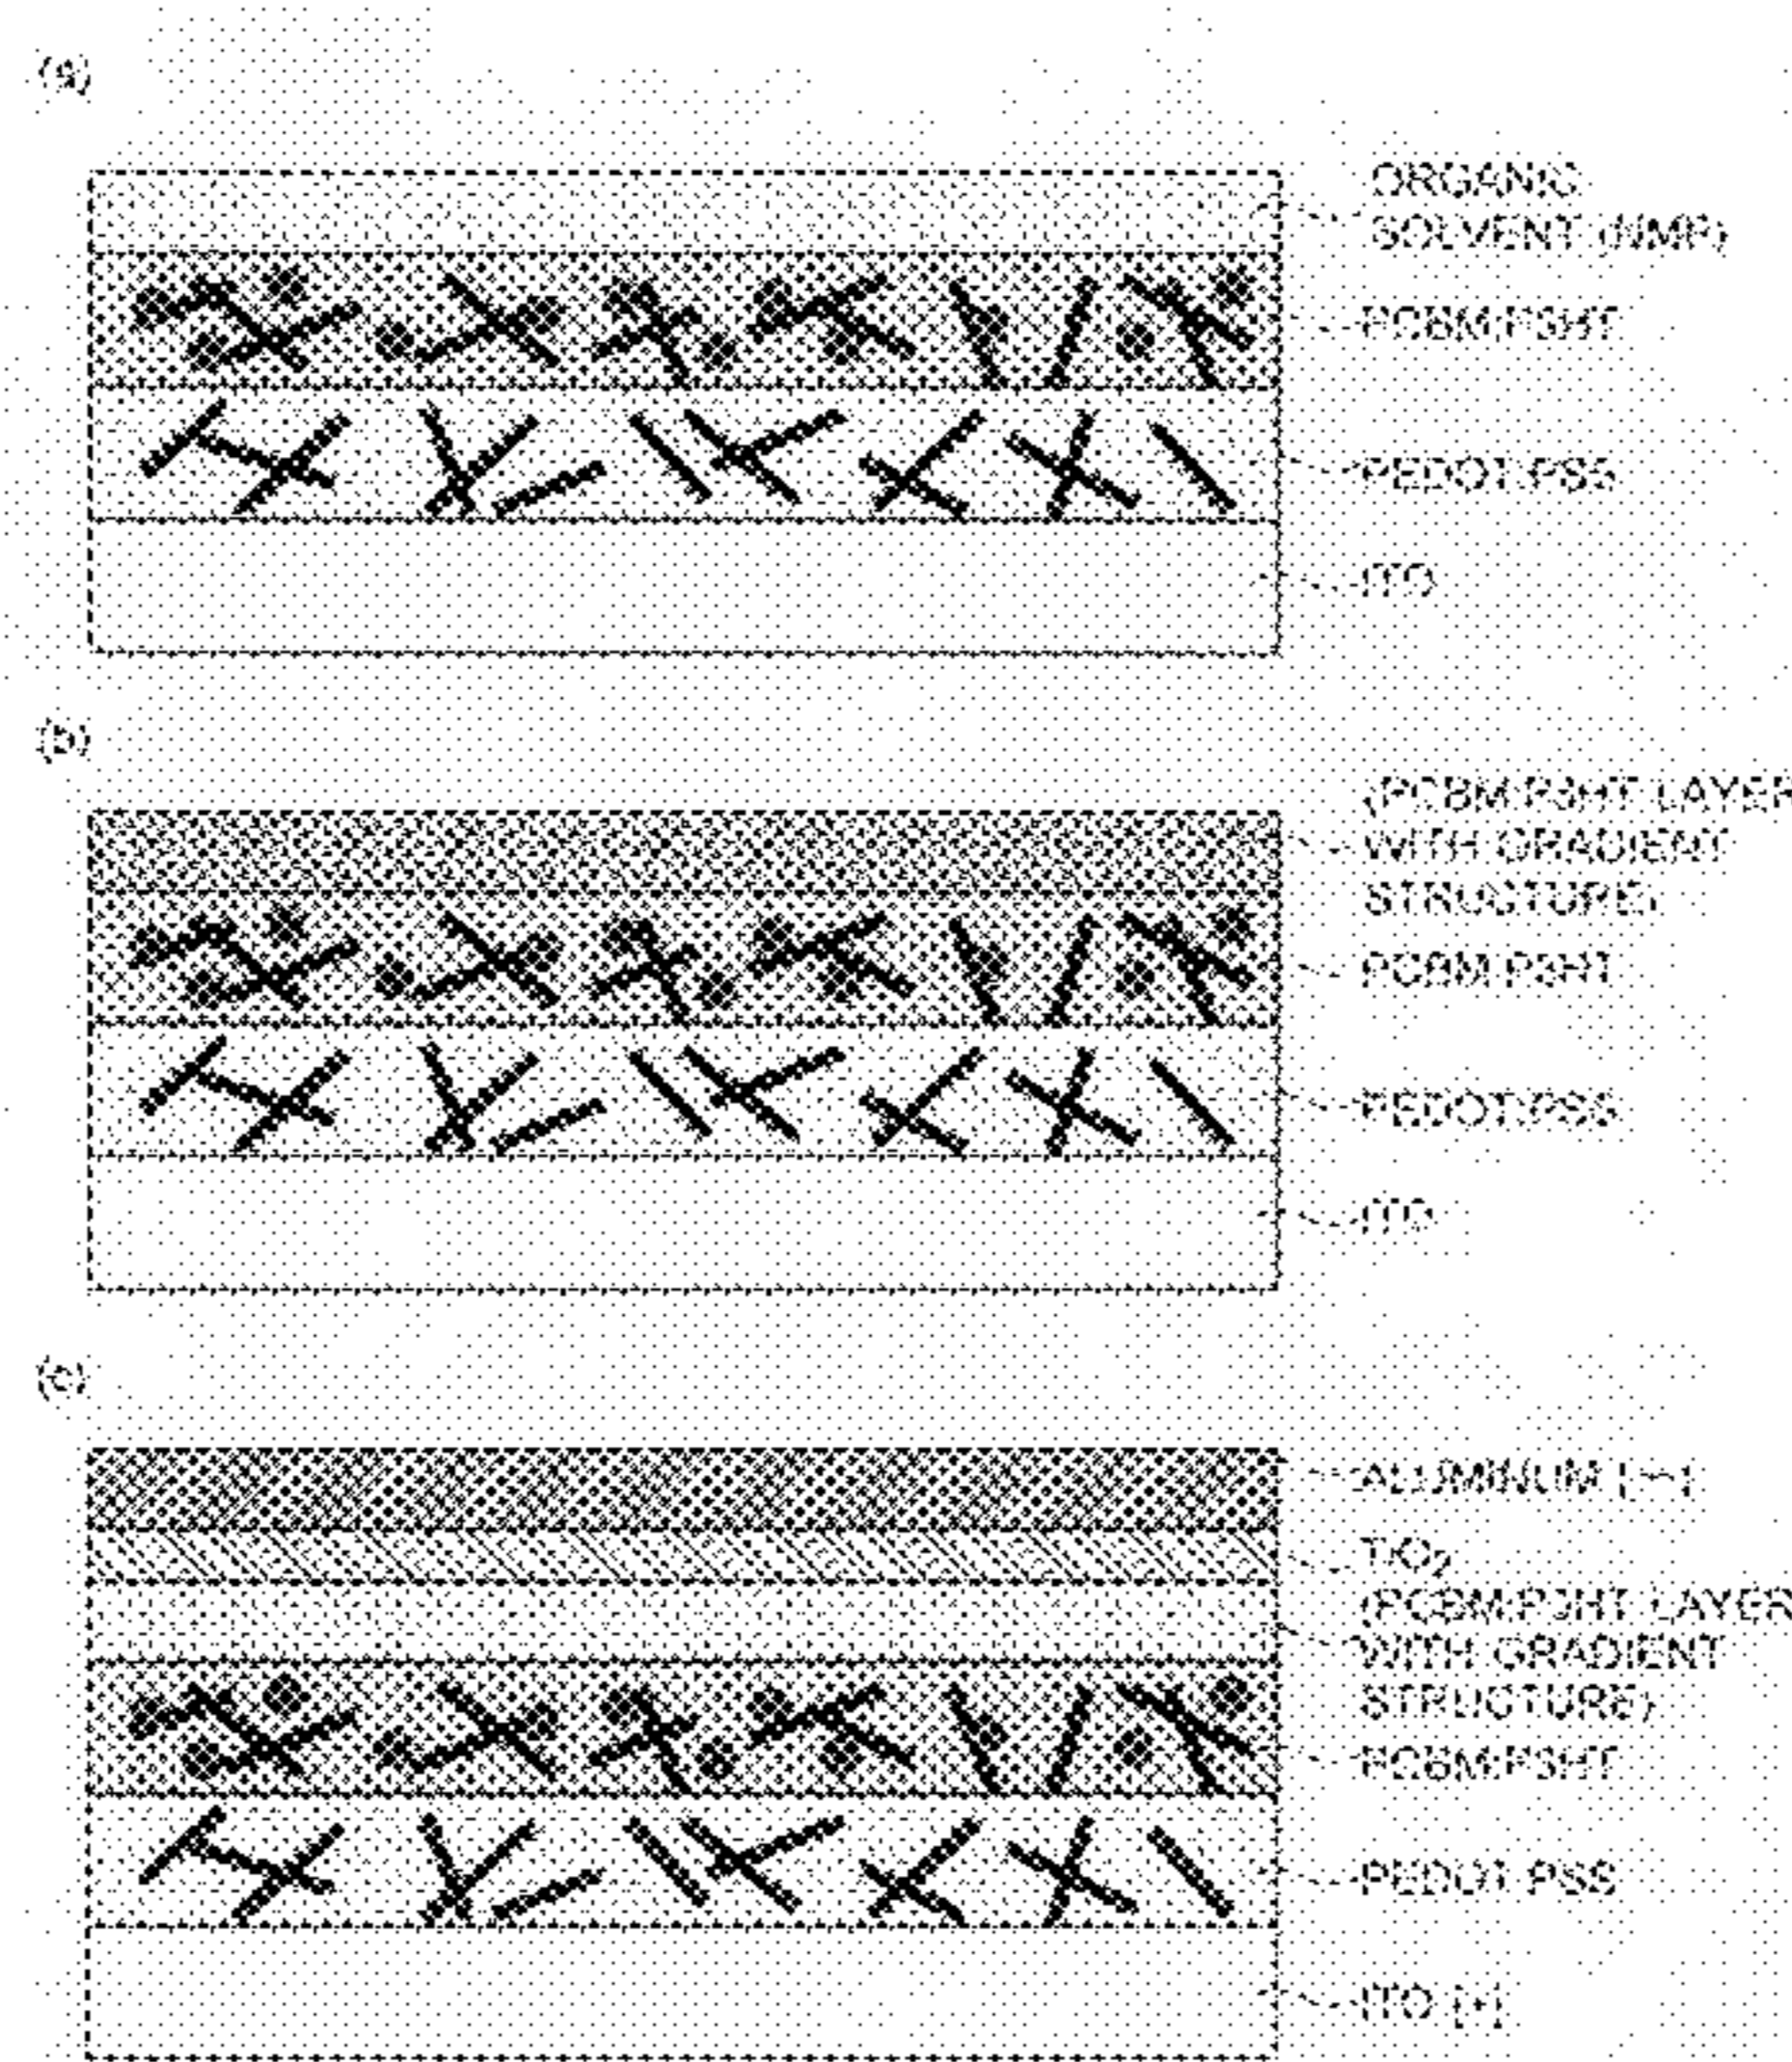 (a)
ORGANIC
SOLVENT (NMP)
PCBM:P3HT
PEDOT:PSS
ITO
(b)
(PCBM:P3HT LAYER
WITH GRADIENT
STRUCTURE)
PCBM:P3HT
PEDOT:PSS
ITO
(c)
ALUMINUM [−]
TiO2
(PCBM:P3HT LAYER
WITH GRADIENT
STRUCTURE)
PCBM:P3HT
PEDOT:PSS
ITO [+]